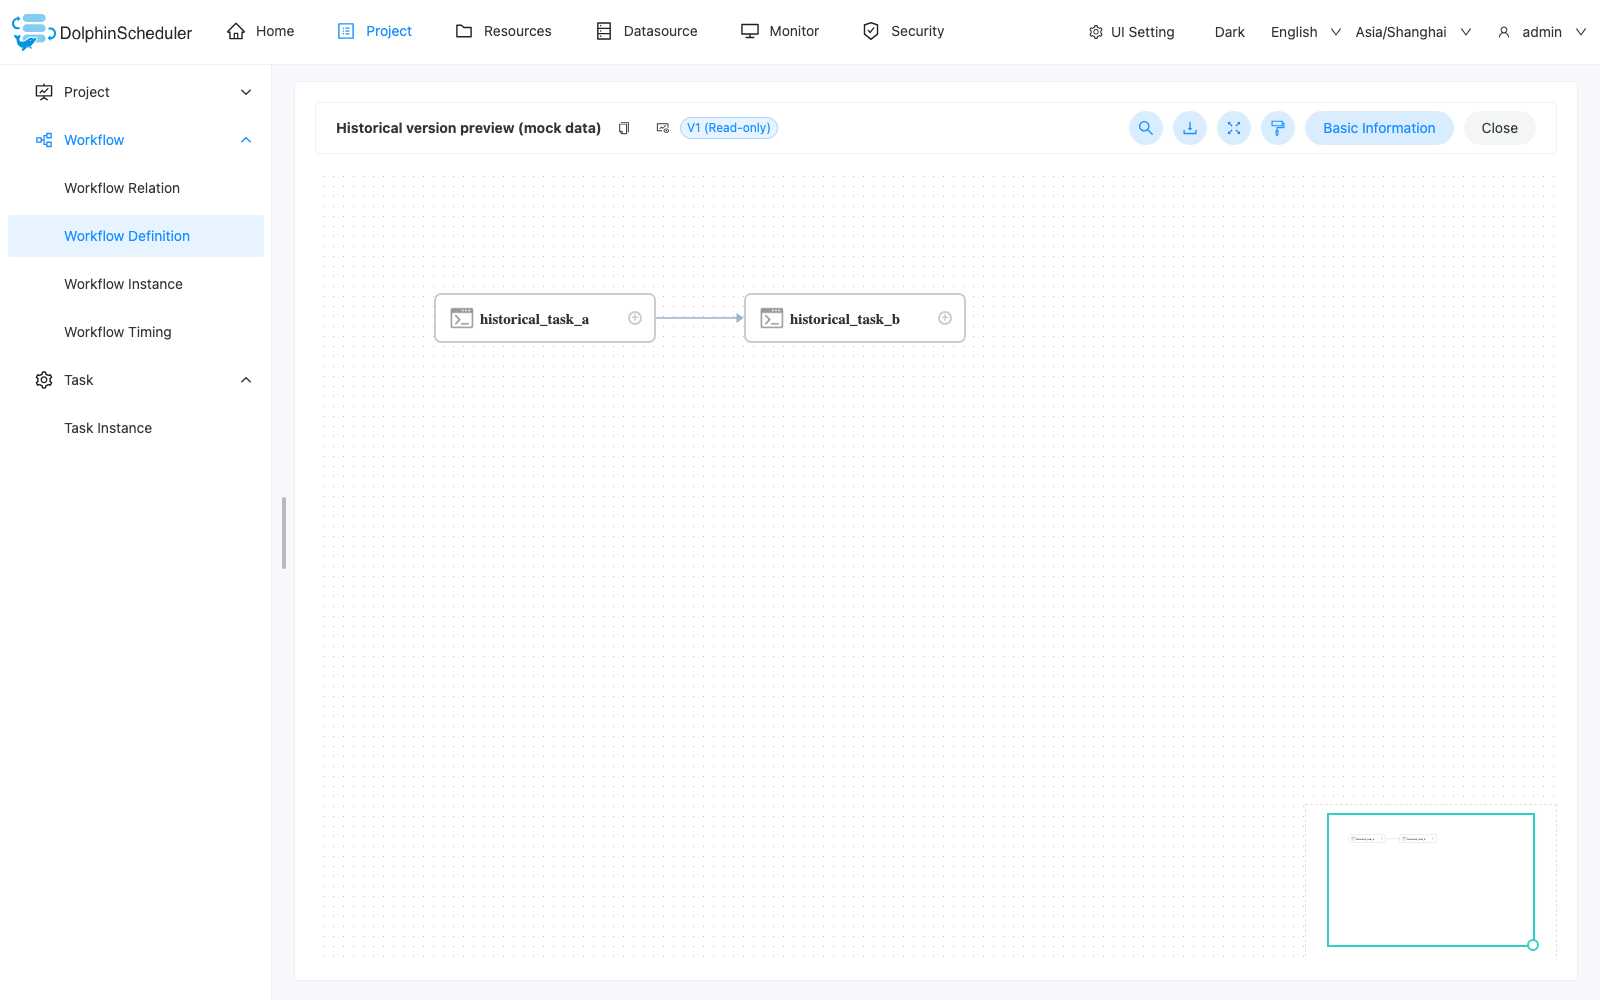 DolphinScheduler
Home
Project
Resources
Datasource
Monitor
Security
UI Setting
Dark
English
Asia/Shanghai
admin
Project
Workflow
Workflow Relation
Workflow Definition
Workflow Instance
Workflow Timing
Task
Task Instance
Historical version preview (mock data)
V1 (Read-only)
Basic Information
Close
historical_task_a
historical_task_b
historical_task_a
historical_task_b